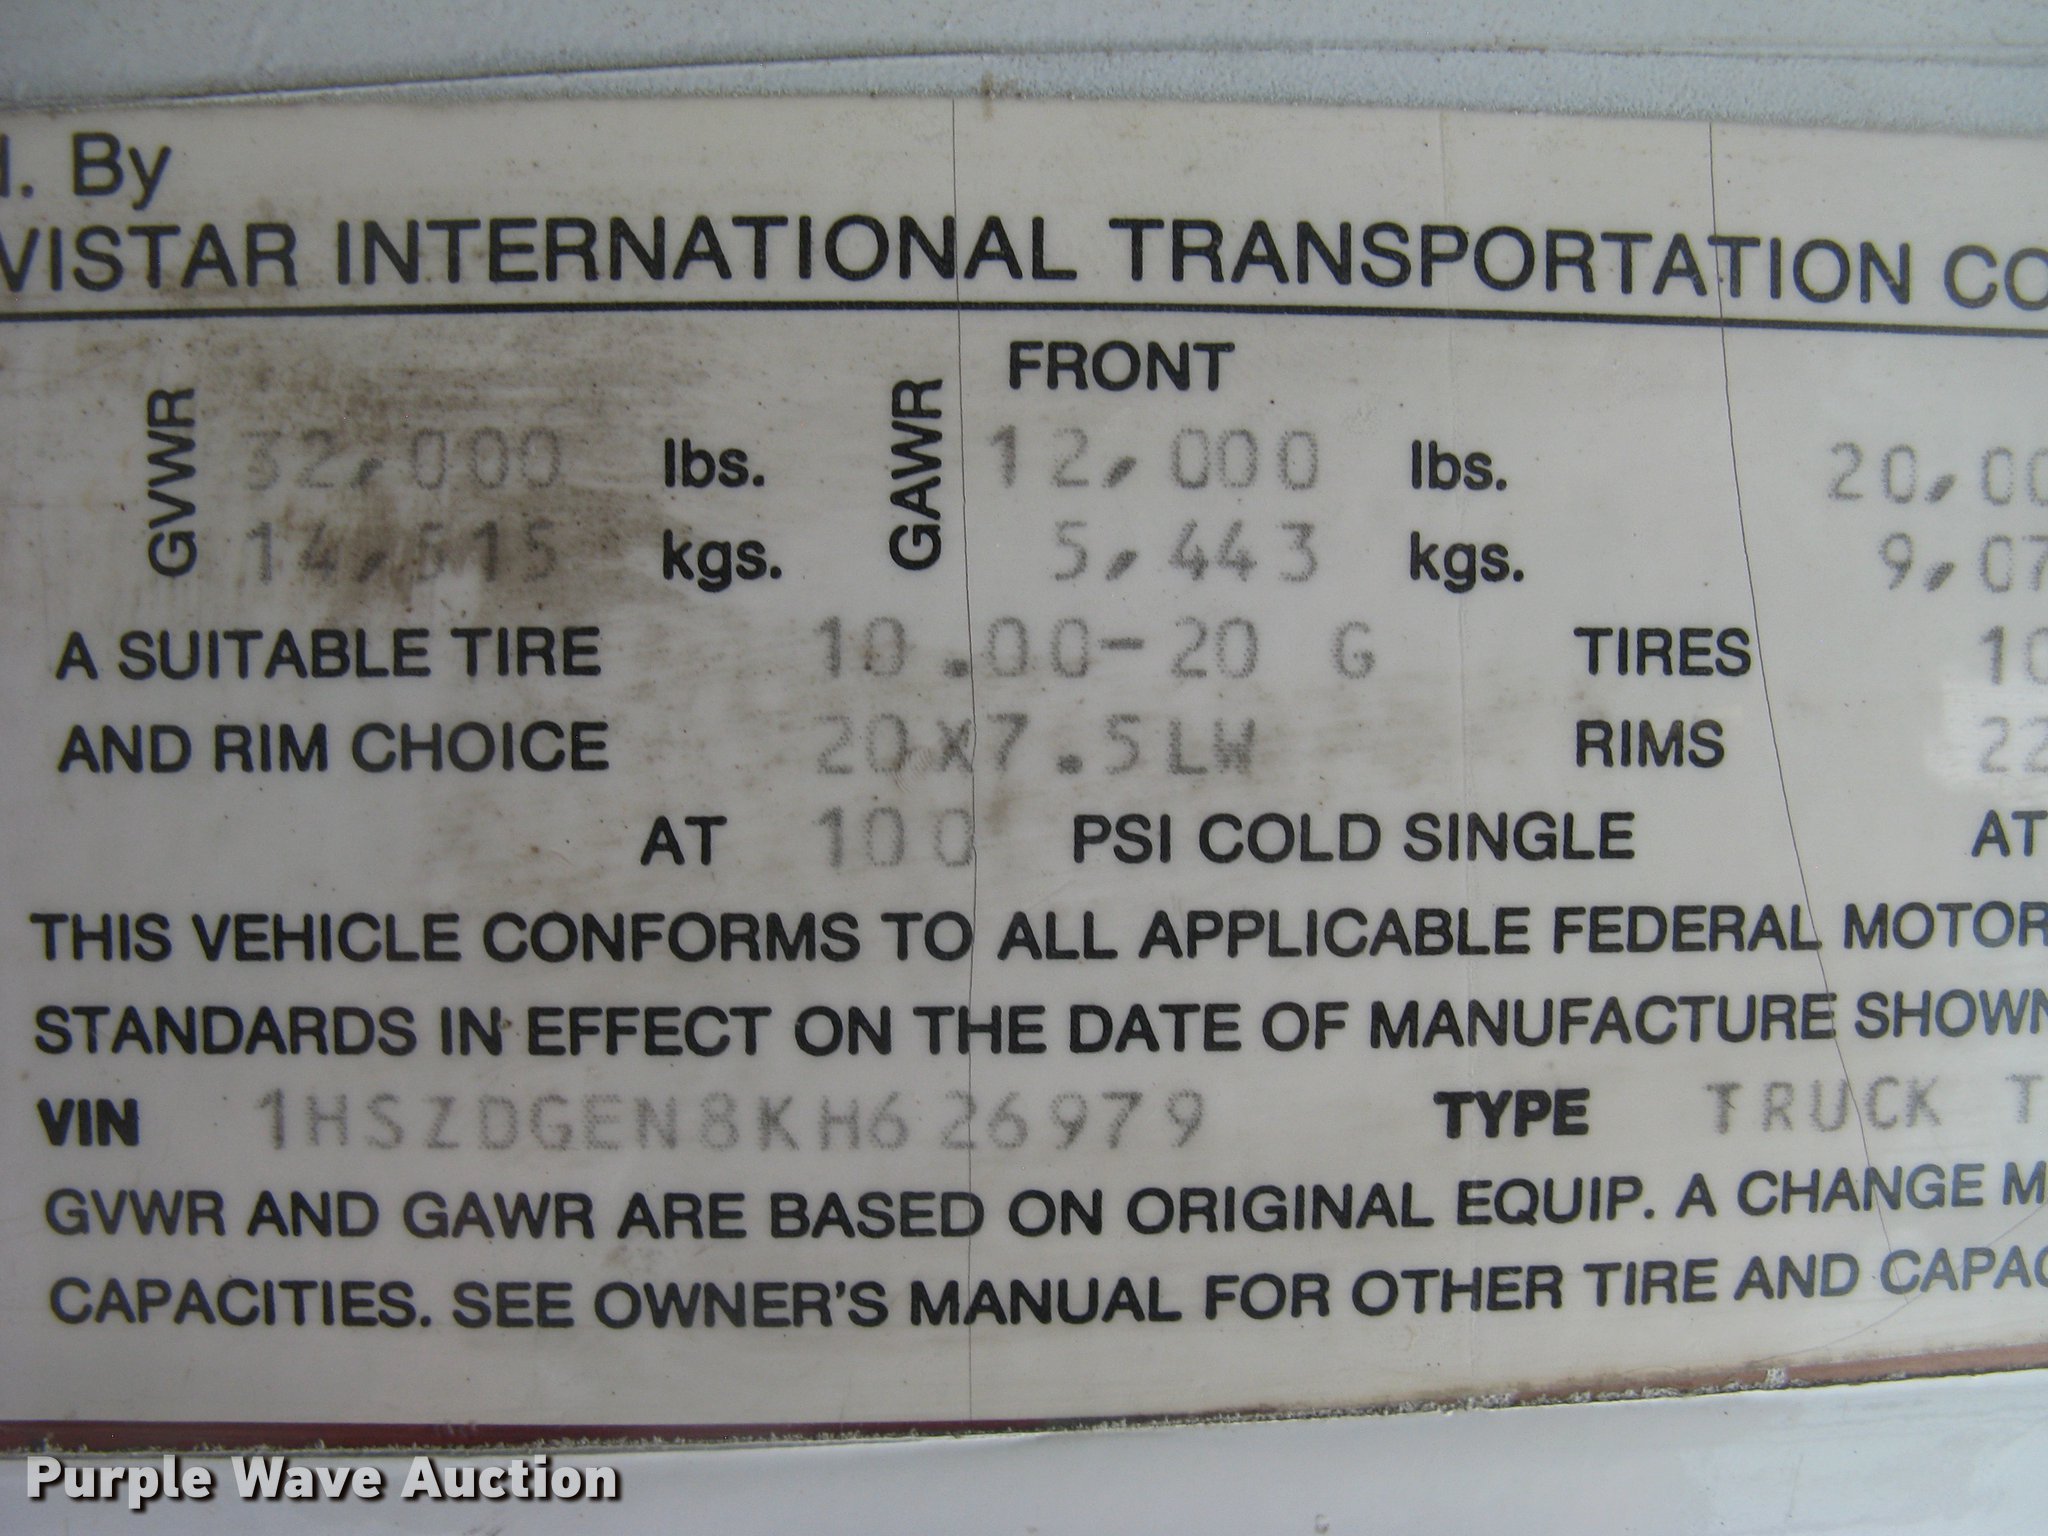 . By
VISTAR INTERNATIONAL TRANSPORTATION CO
FRONT
GVWR 32,000 lbs. GAWR 12,000 lbs. 20,00
14,515 kgs. 5,443 kgs. 9,07
A SUITABLE TIRE 10.00-20 G TIRES 10
AND RIM CHOICE 20X7.5LW RIMS 22
AT 100 PSI COLD SINGLE AT
THIS VEHICLE CONFORMS TO ALL APPLICABLE FEDERAL MOTOR
STANDARDS IN EFFECT ON THE DATE OF MANUFACTURE SHOWN
VIN 1HSZDGEN8KH626979 TYPE TRUCK T
GVWR AND GAWR ARE BASED ON ORIGINAL EQUIP. A CHANGE M
CAPACITIES. SEE OWNER'S MANUAL FOR OTHER TIRE AND CAPAC
Purple Wave Auction